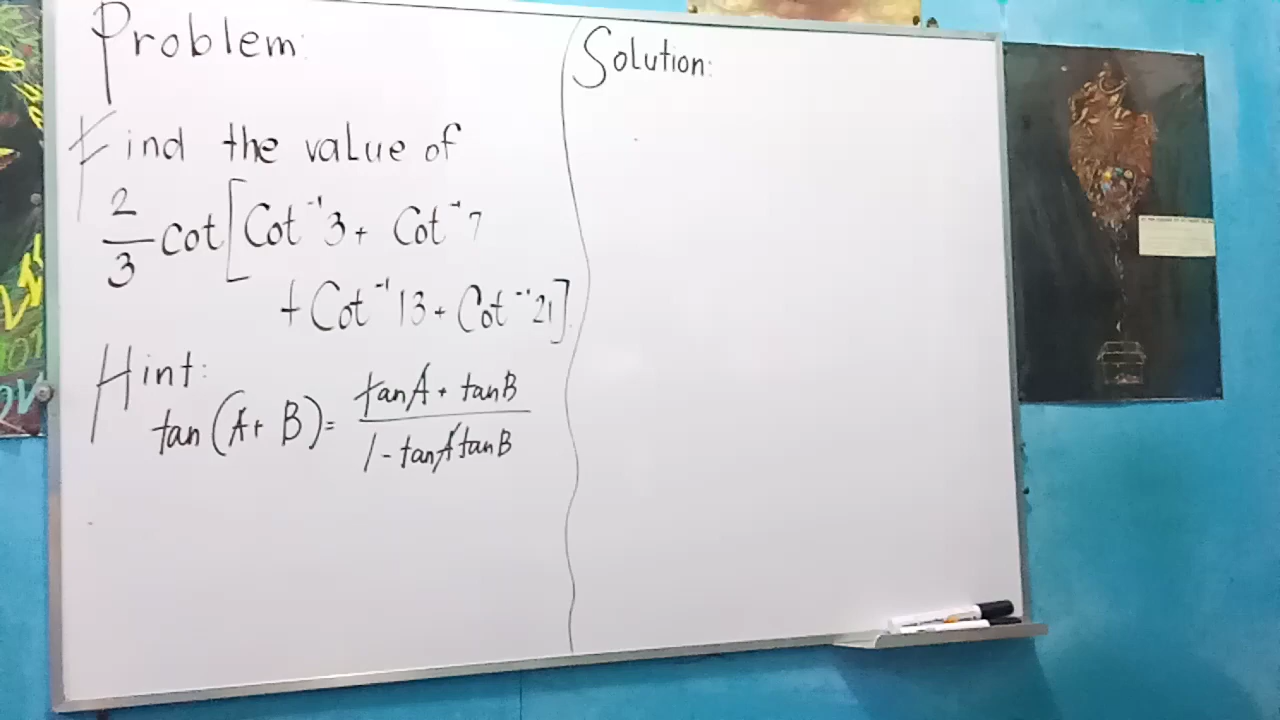 Problem:
Find the value of
2/3 cot[Cot⁻¹3 + Cot⁻¹7
+ Cot⁻¹13 + Cot⁻¹21].
Hint:
tan(A + B) = (tanA + tanB)/(1 - tanA tanB)
Solution: